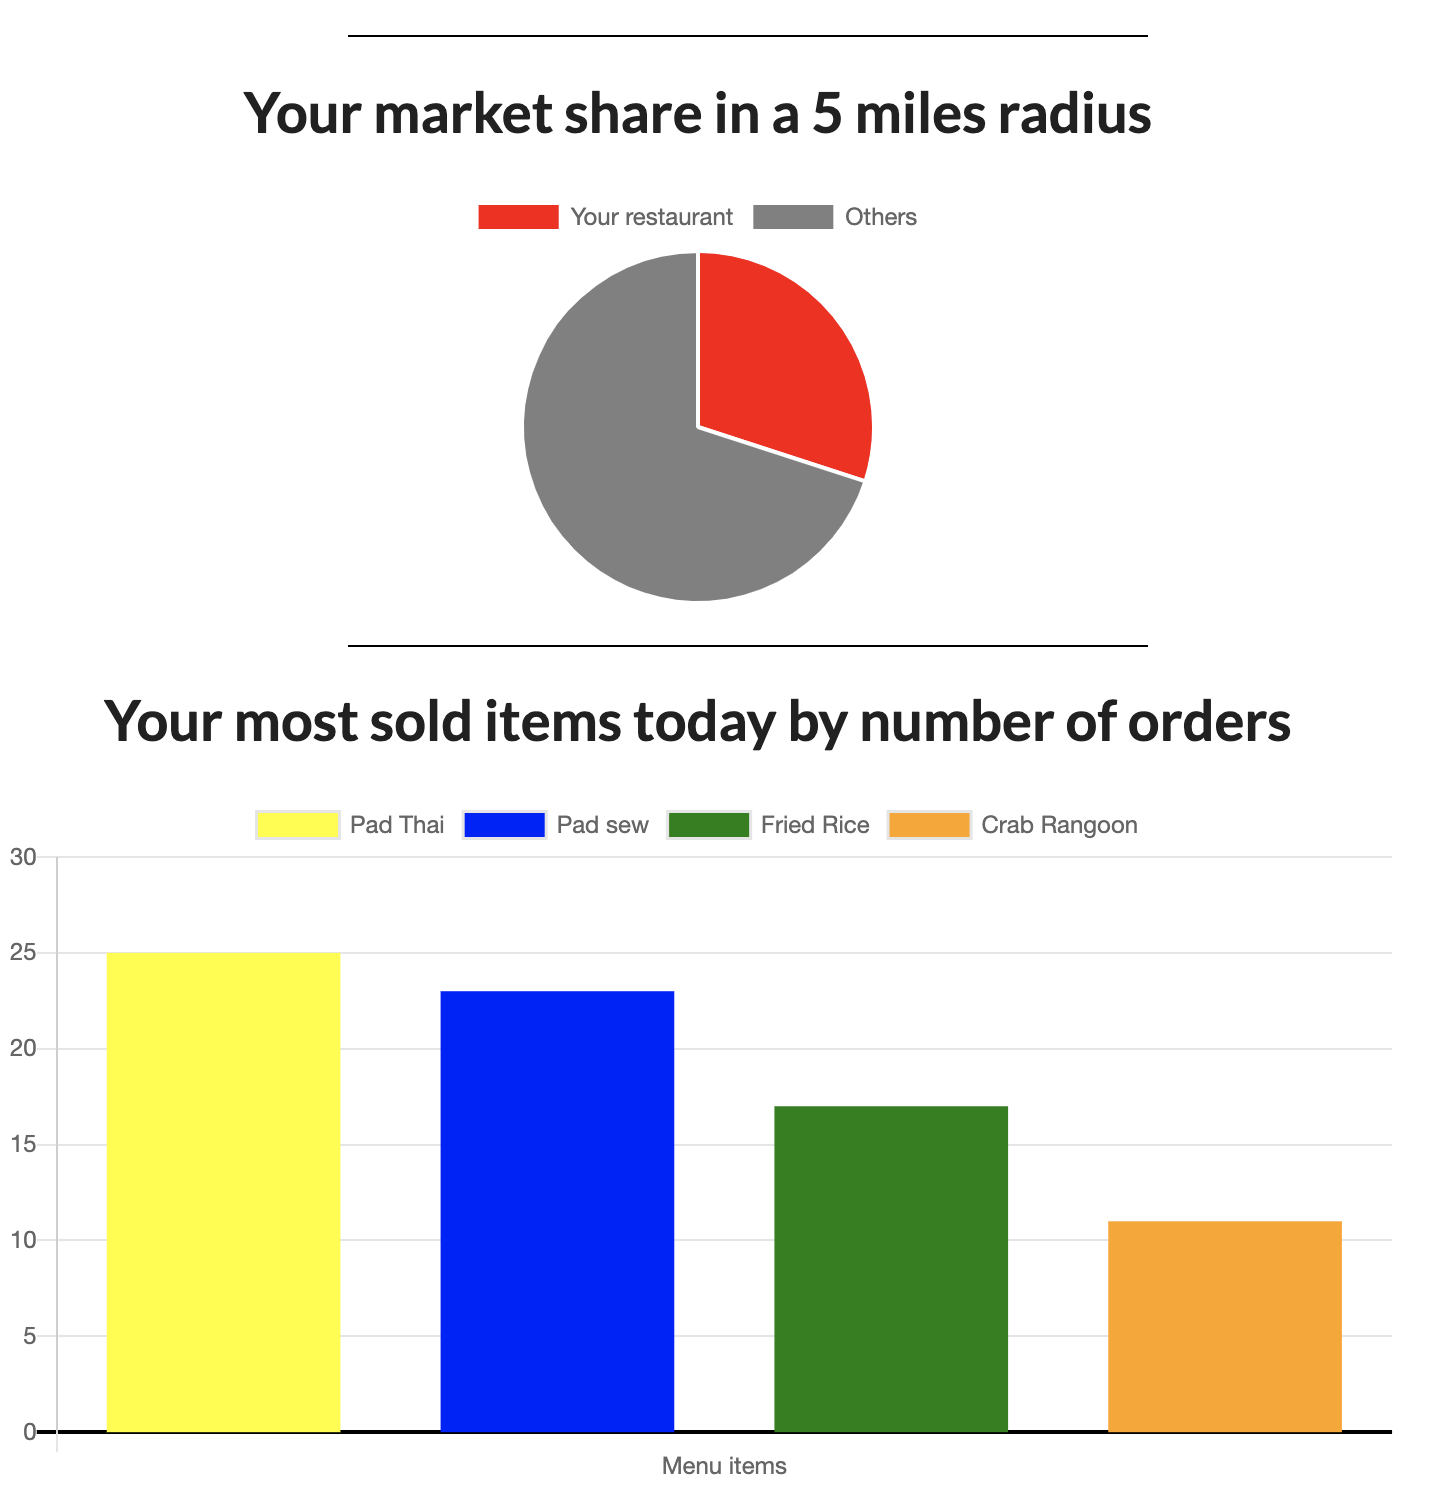 Your market share in a 5 miles radius
Your restaurant Others
Your most sold items today by number of orders
Pad Thai Pad sew Fried Rice Crab Rangoon
30
25
20
15
10
5
0
Menu items